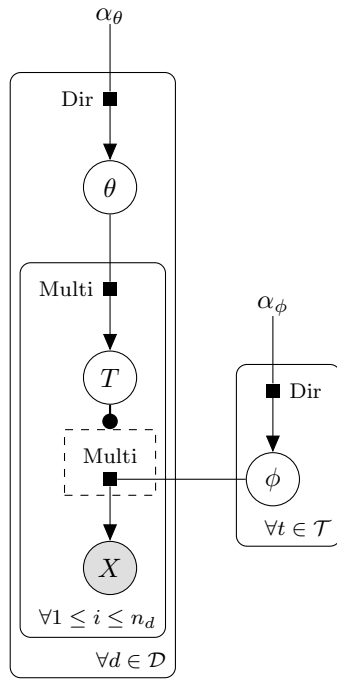 α_θ
Dir
θ
Multi
α_ϕ
T
Dir
Multi
ϕ
∀t ∈ 𝒯
X
∀1 ≤ i ≤ n_d
∀d ∈ 𝒟